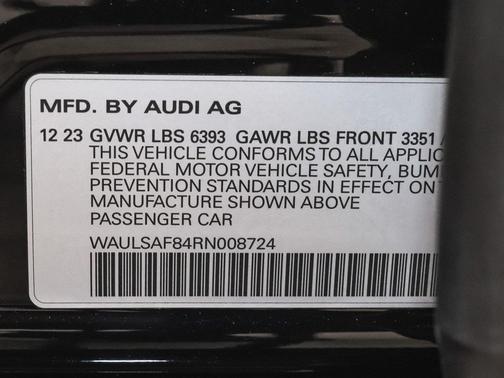 MFD. BY AUDI AG
12 23 GVWR LBS 6393 GAWR LBS FRONT 3351
THIS VEHICLE CONFORMS TO ALL
FEDERAL MOTOR VEHICLE SAFETY,
PREVENTION STANDARDS IN EFFECT ON
MANUFACTURE SHOWN ABOVE
PASSENGER CAR
WAULSAF84RN008724